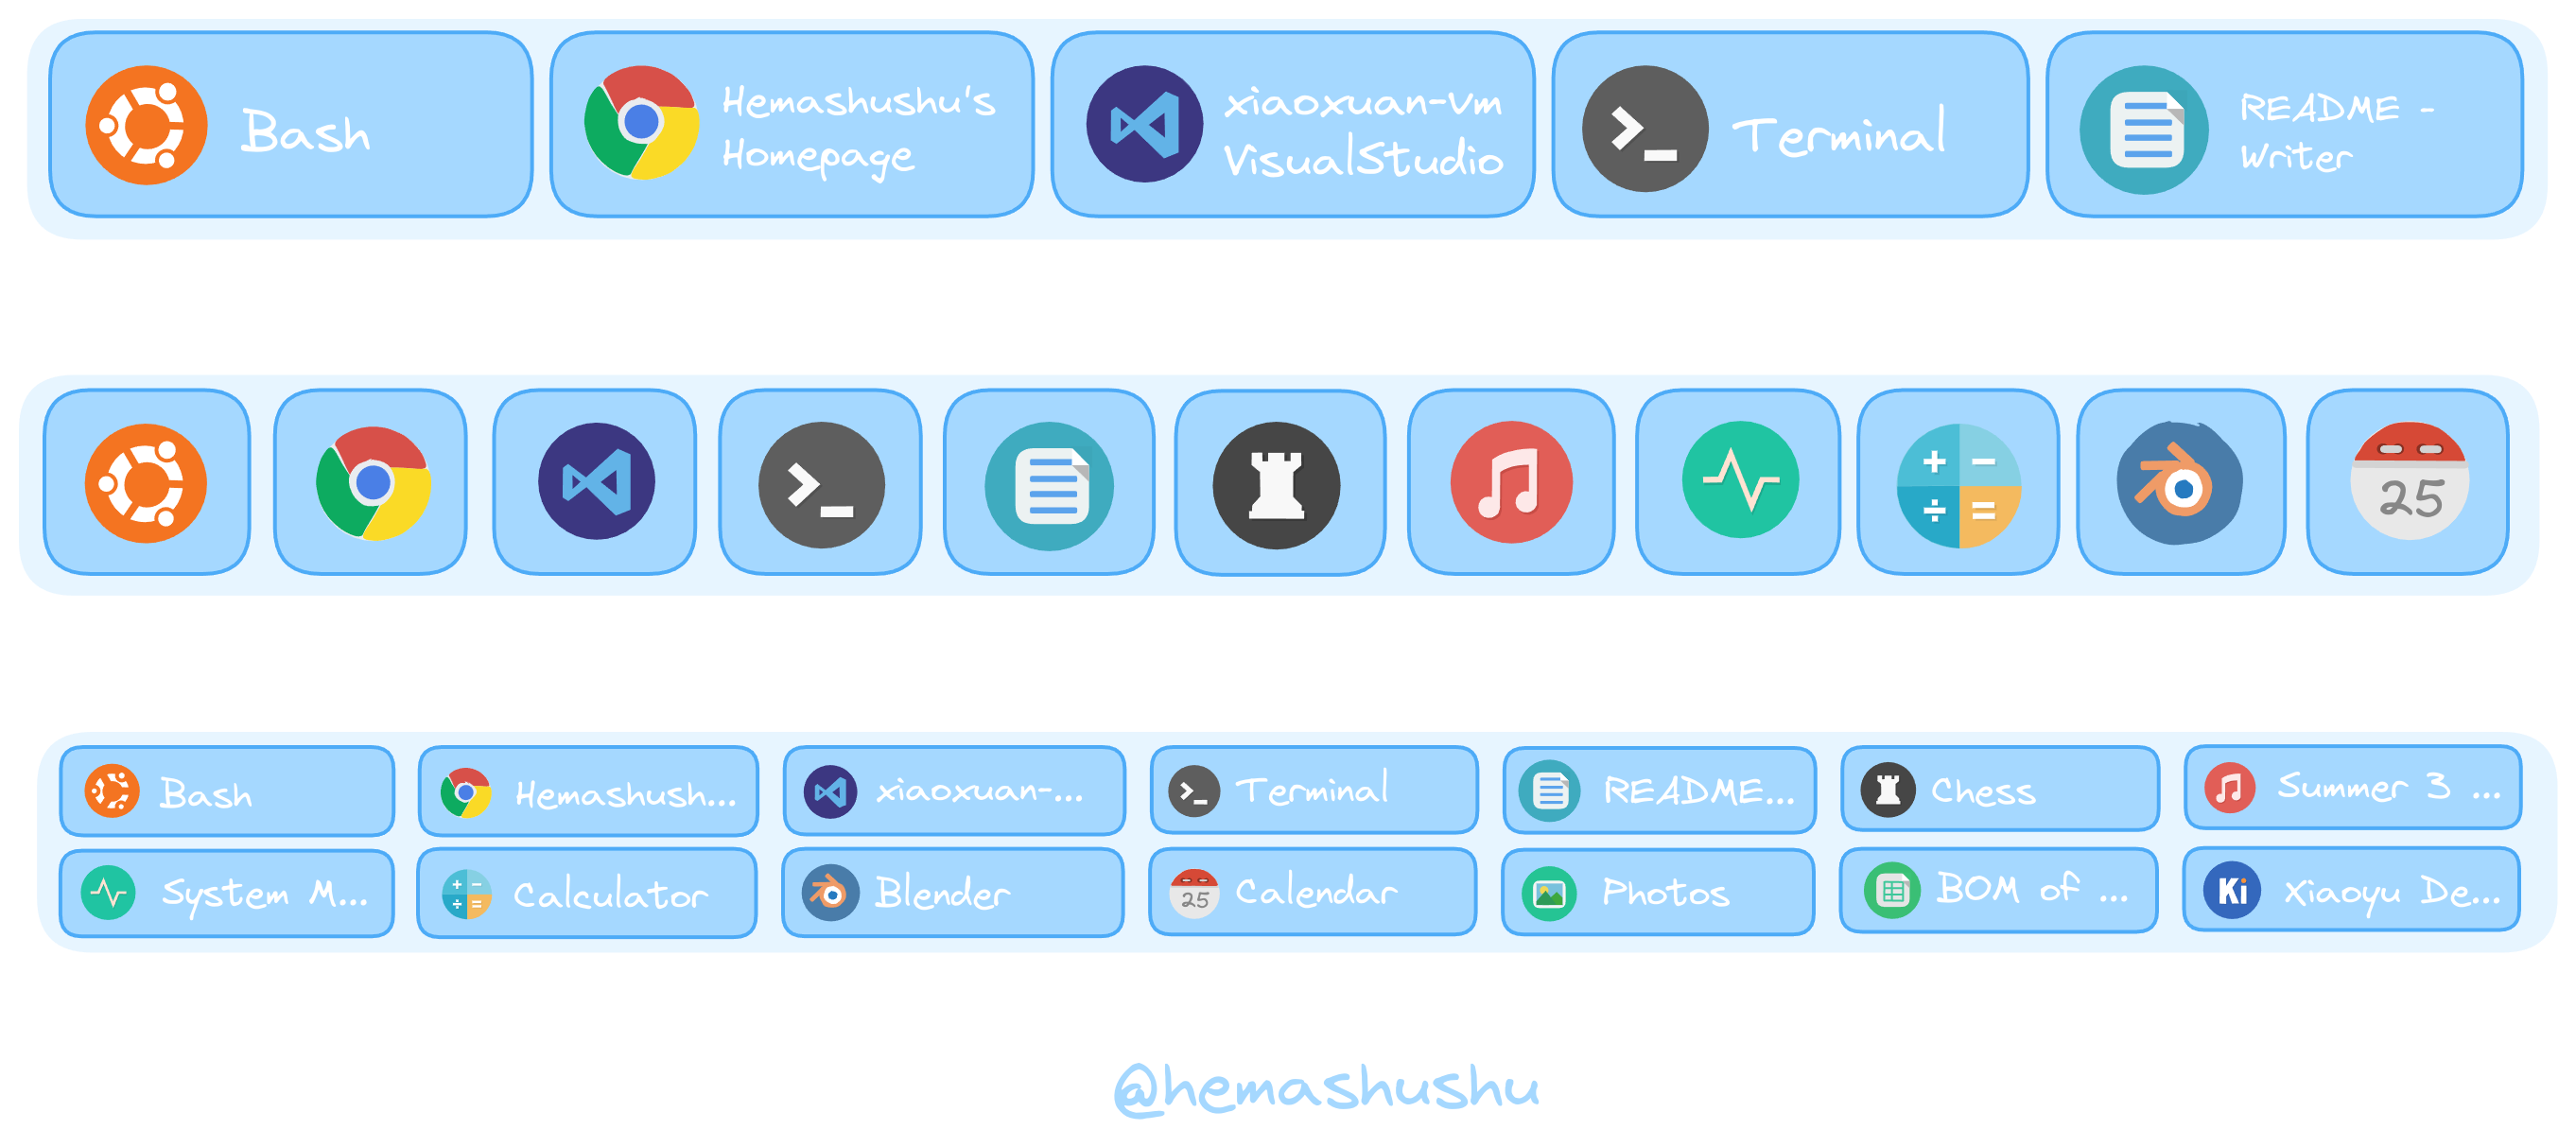 Bash
Hemashushu's
Homepage
xiaoxuan-vm
VisualStudio
Terminal
README -
Writer
25
Bash
Hemashush...
xiaoxuan-...
Terminal
README...
Chess
Summer 3 ...
System M...
Calculator
Blender
25
Calendar
Photos
BOM of ...
Ki
Xiaoyu De...
@hemashushu